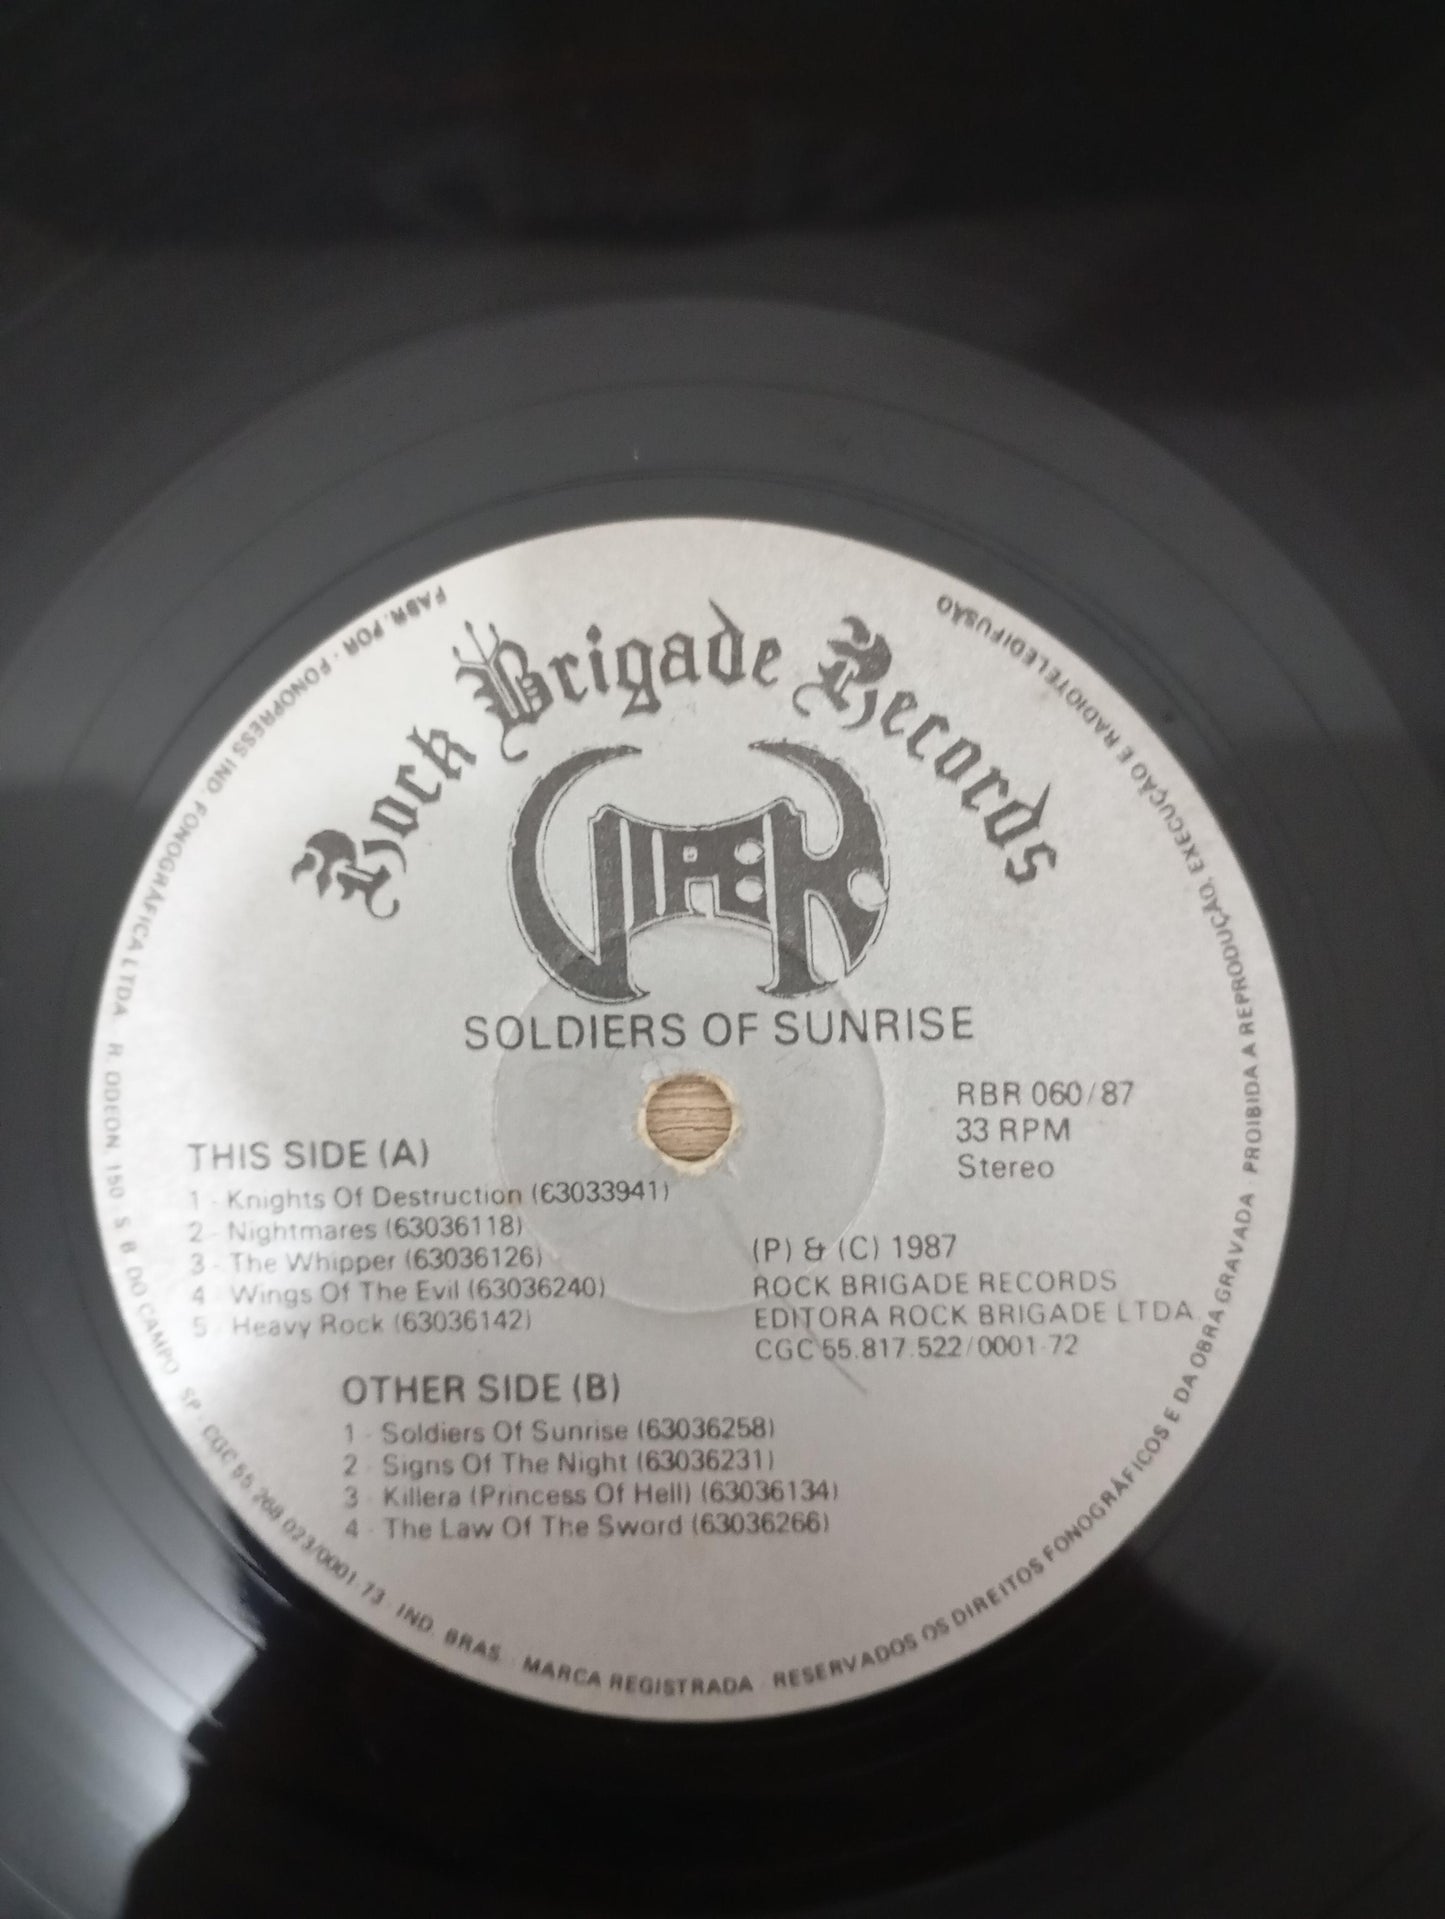 Rock Brigade Records
VIPER
SOLDIERS OF SUNRISE
RBR 060/87
33 RPM
Stereo
THIS SIDE (A)
1 - Knights Of Destruction (63033941)
2 - Nightmares (63036118)
3 - The Whipper (63036126)
4 - Wings Of The Evil (63036240)
5 - Heavy Rock (63036142)
(P) & (C) 1987
ROCK BRIGADE RECORDS
EDITORA ROCK BRIGADE LTDA
CGC 55.817.522/0001-72
OTHER SIDE (B)
1 - Soldiers Of Sunrise (63036258)
2 - Signs Of The Night (63036231)
3 - Killera (Princess Of Hell) (63036134)
4 - The Law Of The Sword (63036266)
FABR. POR - FONOPRESS IND. FONOGRÁFICA LTDA - R. ODEON, 150 - S. B. DO CAMPO - SP - CGC 55.268.023/0001-73 - IND. BRAS. - MARCA REGISTRADA - RESERVADOS OS DIREITOS FONOGRÁFICOS E DA OBRA GRAVADA - PROIBIDA A REPRODUÇÃO, EXECUÇÃO E RADIOTELEDIFUSÃO